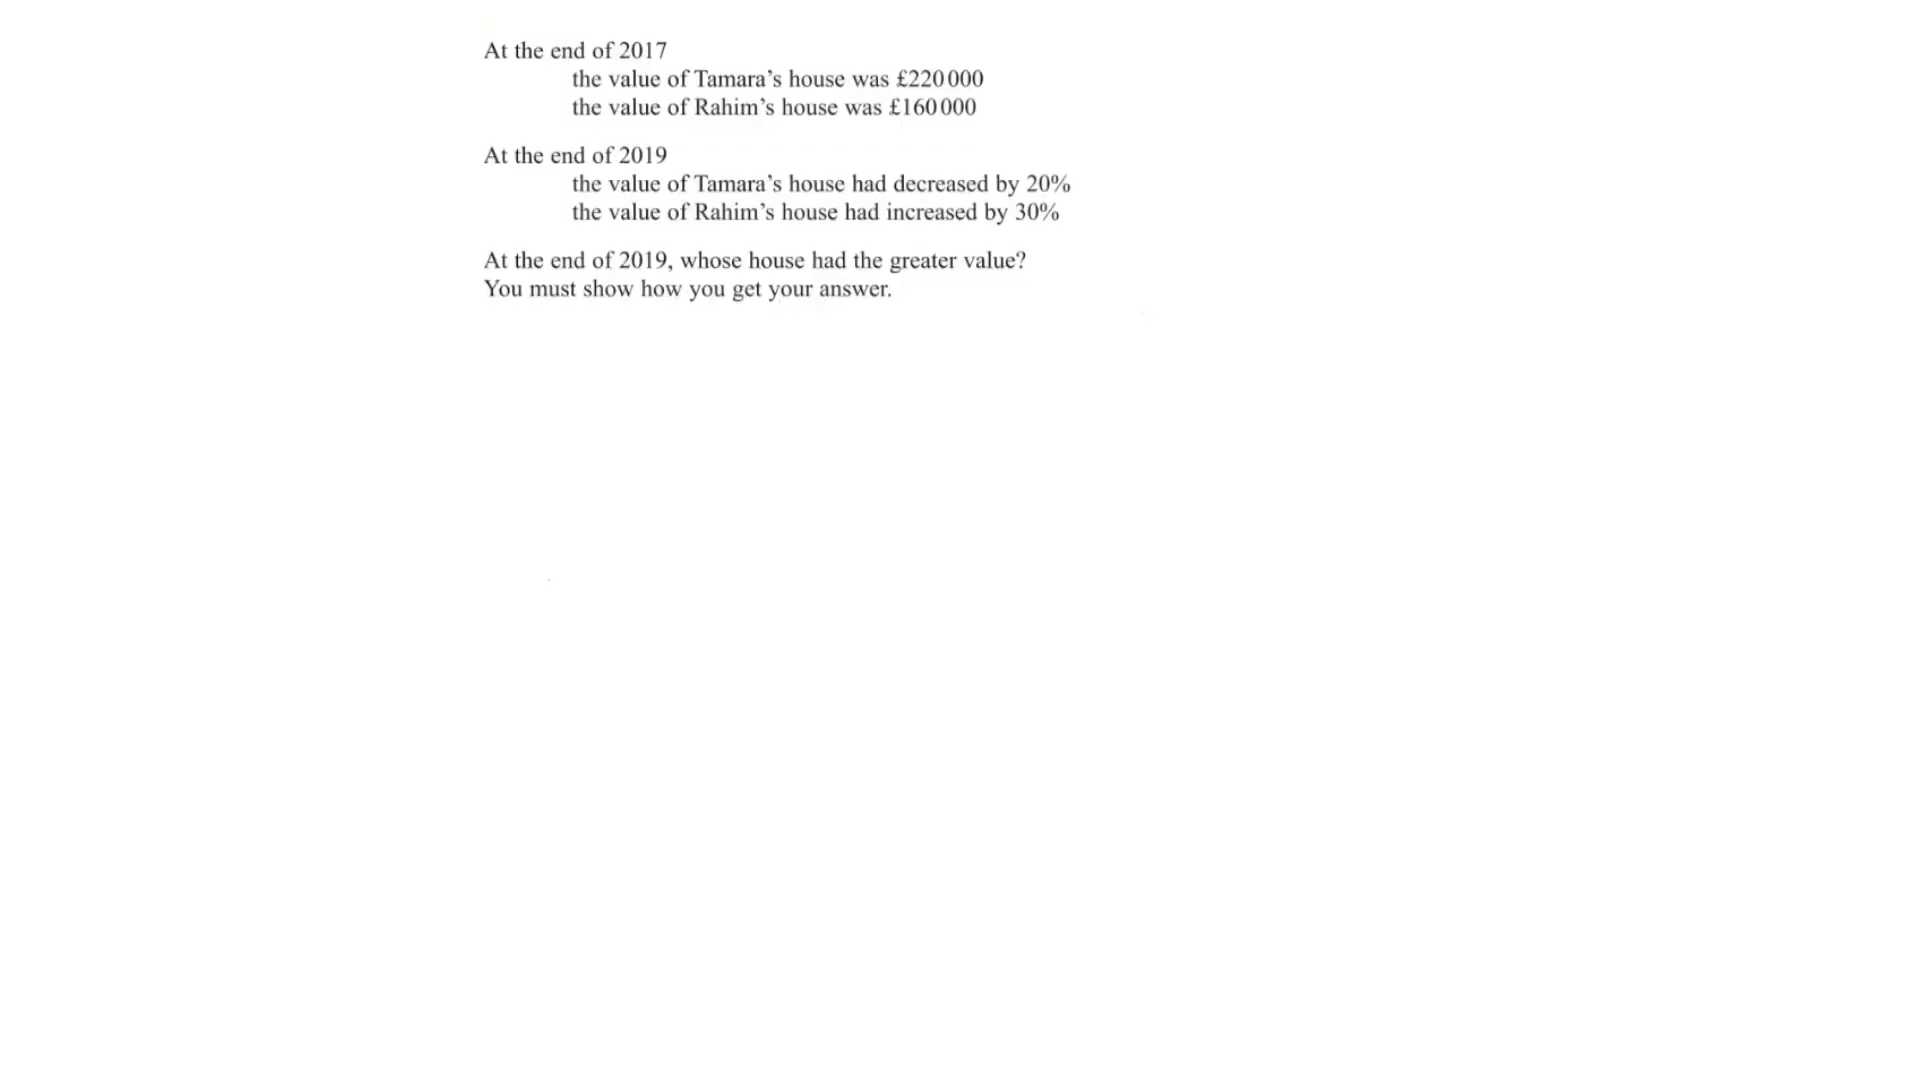 At the end of 2017
the value of Tamara's house was £220 000
the value of Rahim's house was £160 000
At the end of 2019
the value of Tamara's house had decreased by 20%
the value of Rahim's house had increased by 30%
At the end of 2019, whose house had the greater value?
You must show how you get your answer.